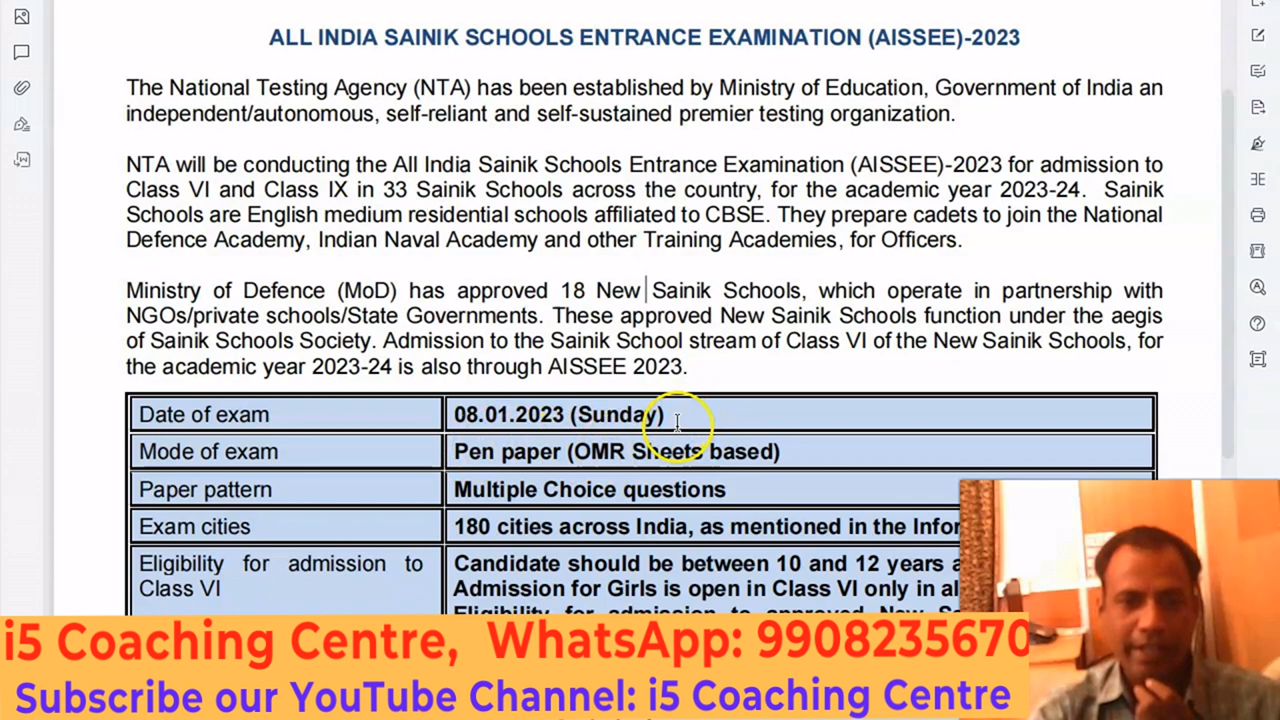 ALL INDIA SAINIK SCHOOLS ENTRANCE EXAMINATION (AISSEE)-2023
The National Testing Agency (NTA) has been established by Ministry of Education, Government of India an
independent/autonomous, self-reliant and self-sustained premier testing organization.
NTA will be conducting the All India Sainik Schools Entrance Examination (AISSEE)-2023 for admission to
Class VI and Class IX in 33 Sainik Schools across the country, for the academic year 2023-24. Sainik
Schools are English medium residential schools affiliated to CBSE. They prepare cadets to join the National
Defence Academy, Indian Naval Academy and other Training Academies, for Officers.
Ministry of Defence (MoD) has approved 18 New Sainik Schools, which operate in partnership with
NGOs/private schools/State Governments. These approved New Sainik Schools function under the aegis
of Sainik Schools Society. Admission to the Sainik School stream of Class VI of the New Sainik Schools, for
the academic year 2023-24 is also through AISSEE 2023.
Date of exam 08.01.2023 (Sunday)
Mode of exam Pen paper (OMR Sheets based)
Paper pattern Multiple Choice questions
Exam cities 180 cities across India, as mentioned in the
Eligibility for admission to Candidate should be between 10 and 12 years
Class VI Admission for Girls is open in Class VI only in
Eligibility for admission to approved New
i5 Coaching Centre, WhatsApp: 9908235670
Subscribe our YouTube Channel: i5 Coaching Centre